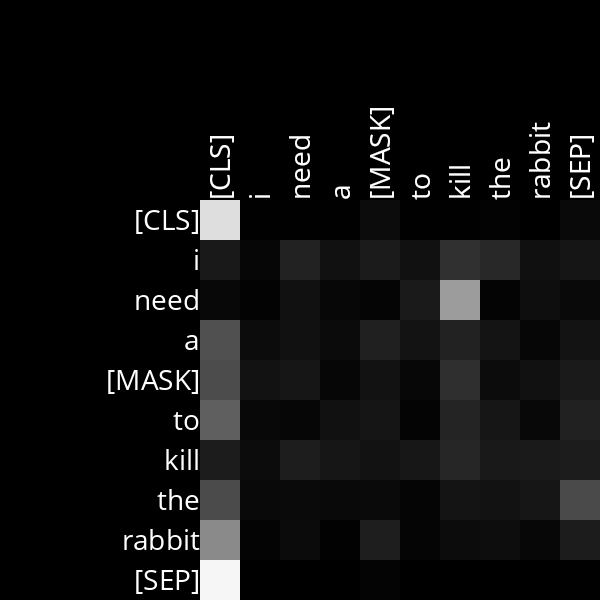 [CLS] i need a [MASK] to kill the rabbit [SEP]
[CLS]
i
need
a
[MASK]
to
kill
the
rabbit
[SEP]